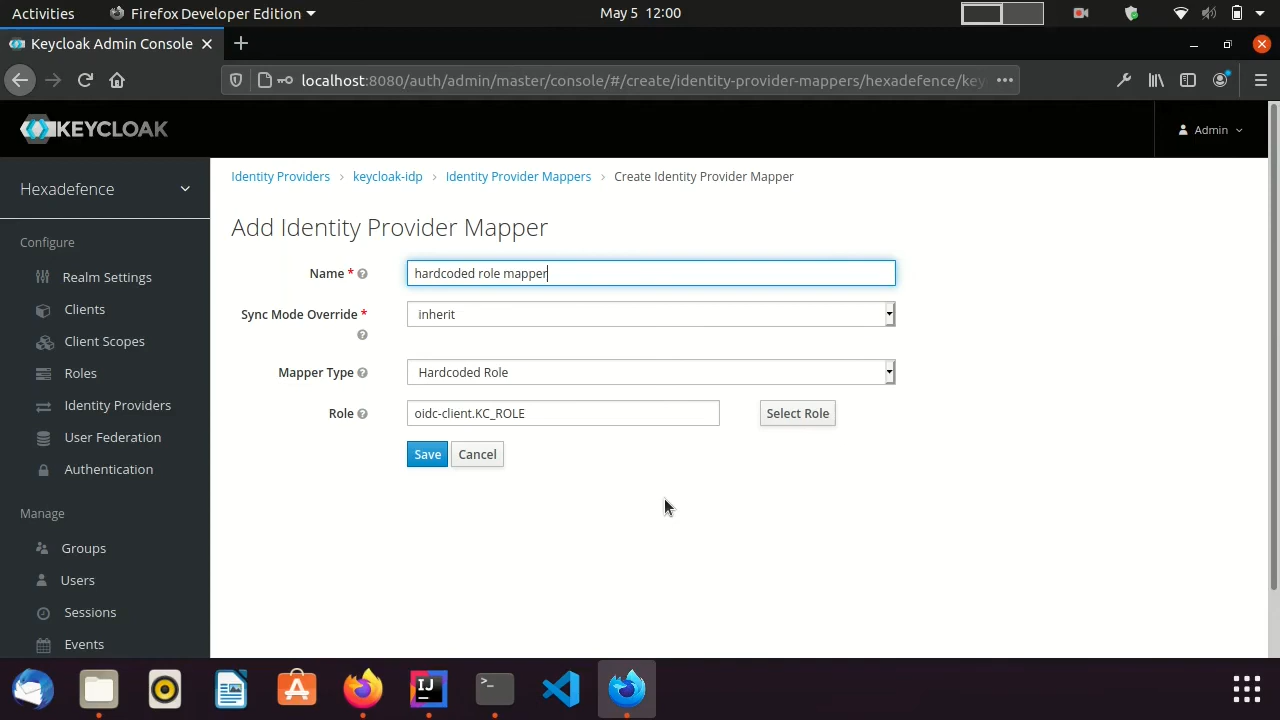 Activities
Firefox Developer Edition
May 5 12:00
Keycloak Admin Console
localhost:8080/auth/admin/master/console/#/create/identity-provider-mappers/hexadefence/key
KEYCLOAK
Admin
Hexadefence
Configure
Realm Settings
Clients
Client Scopes
Roles
Identity Providers
User Federation
Authentication
Manage
Groups
Users
Sessions
Events
Identity Providers › keycloak-idp › Identity Provider Mappers › Create Identity Provider Mapper
Add Identity Provider Mapper
Name * hardcoded role mapper
Sync Mode Override * inherit
Mapper Type Hardcoded Role
Role oidc-client.KC_ROLE Select Role
Save Cancel